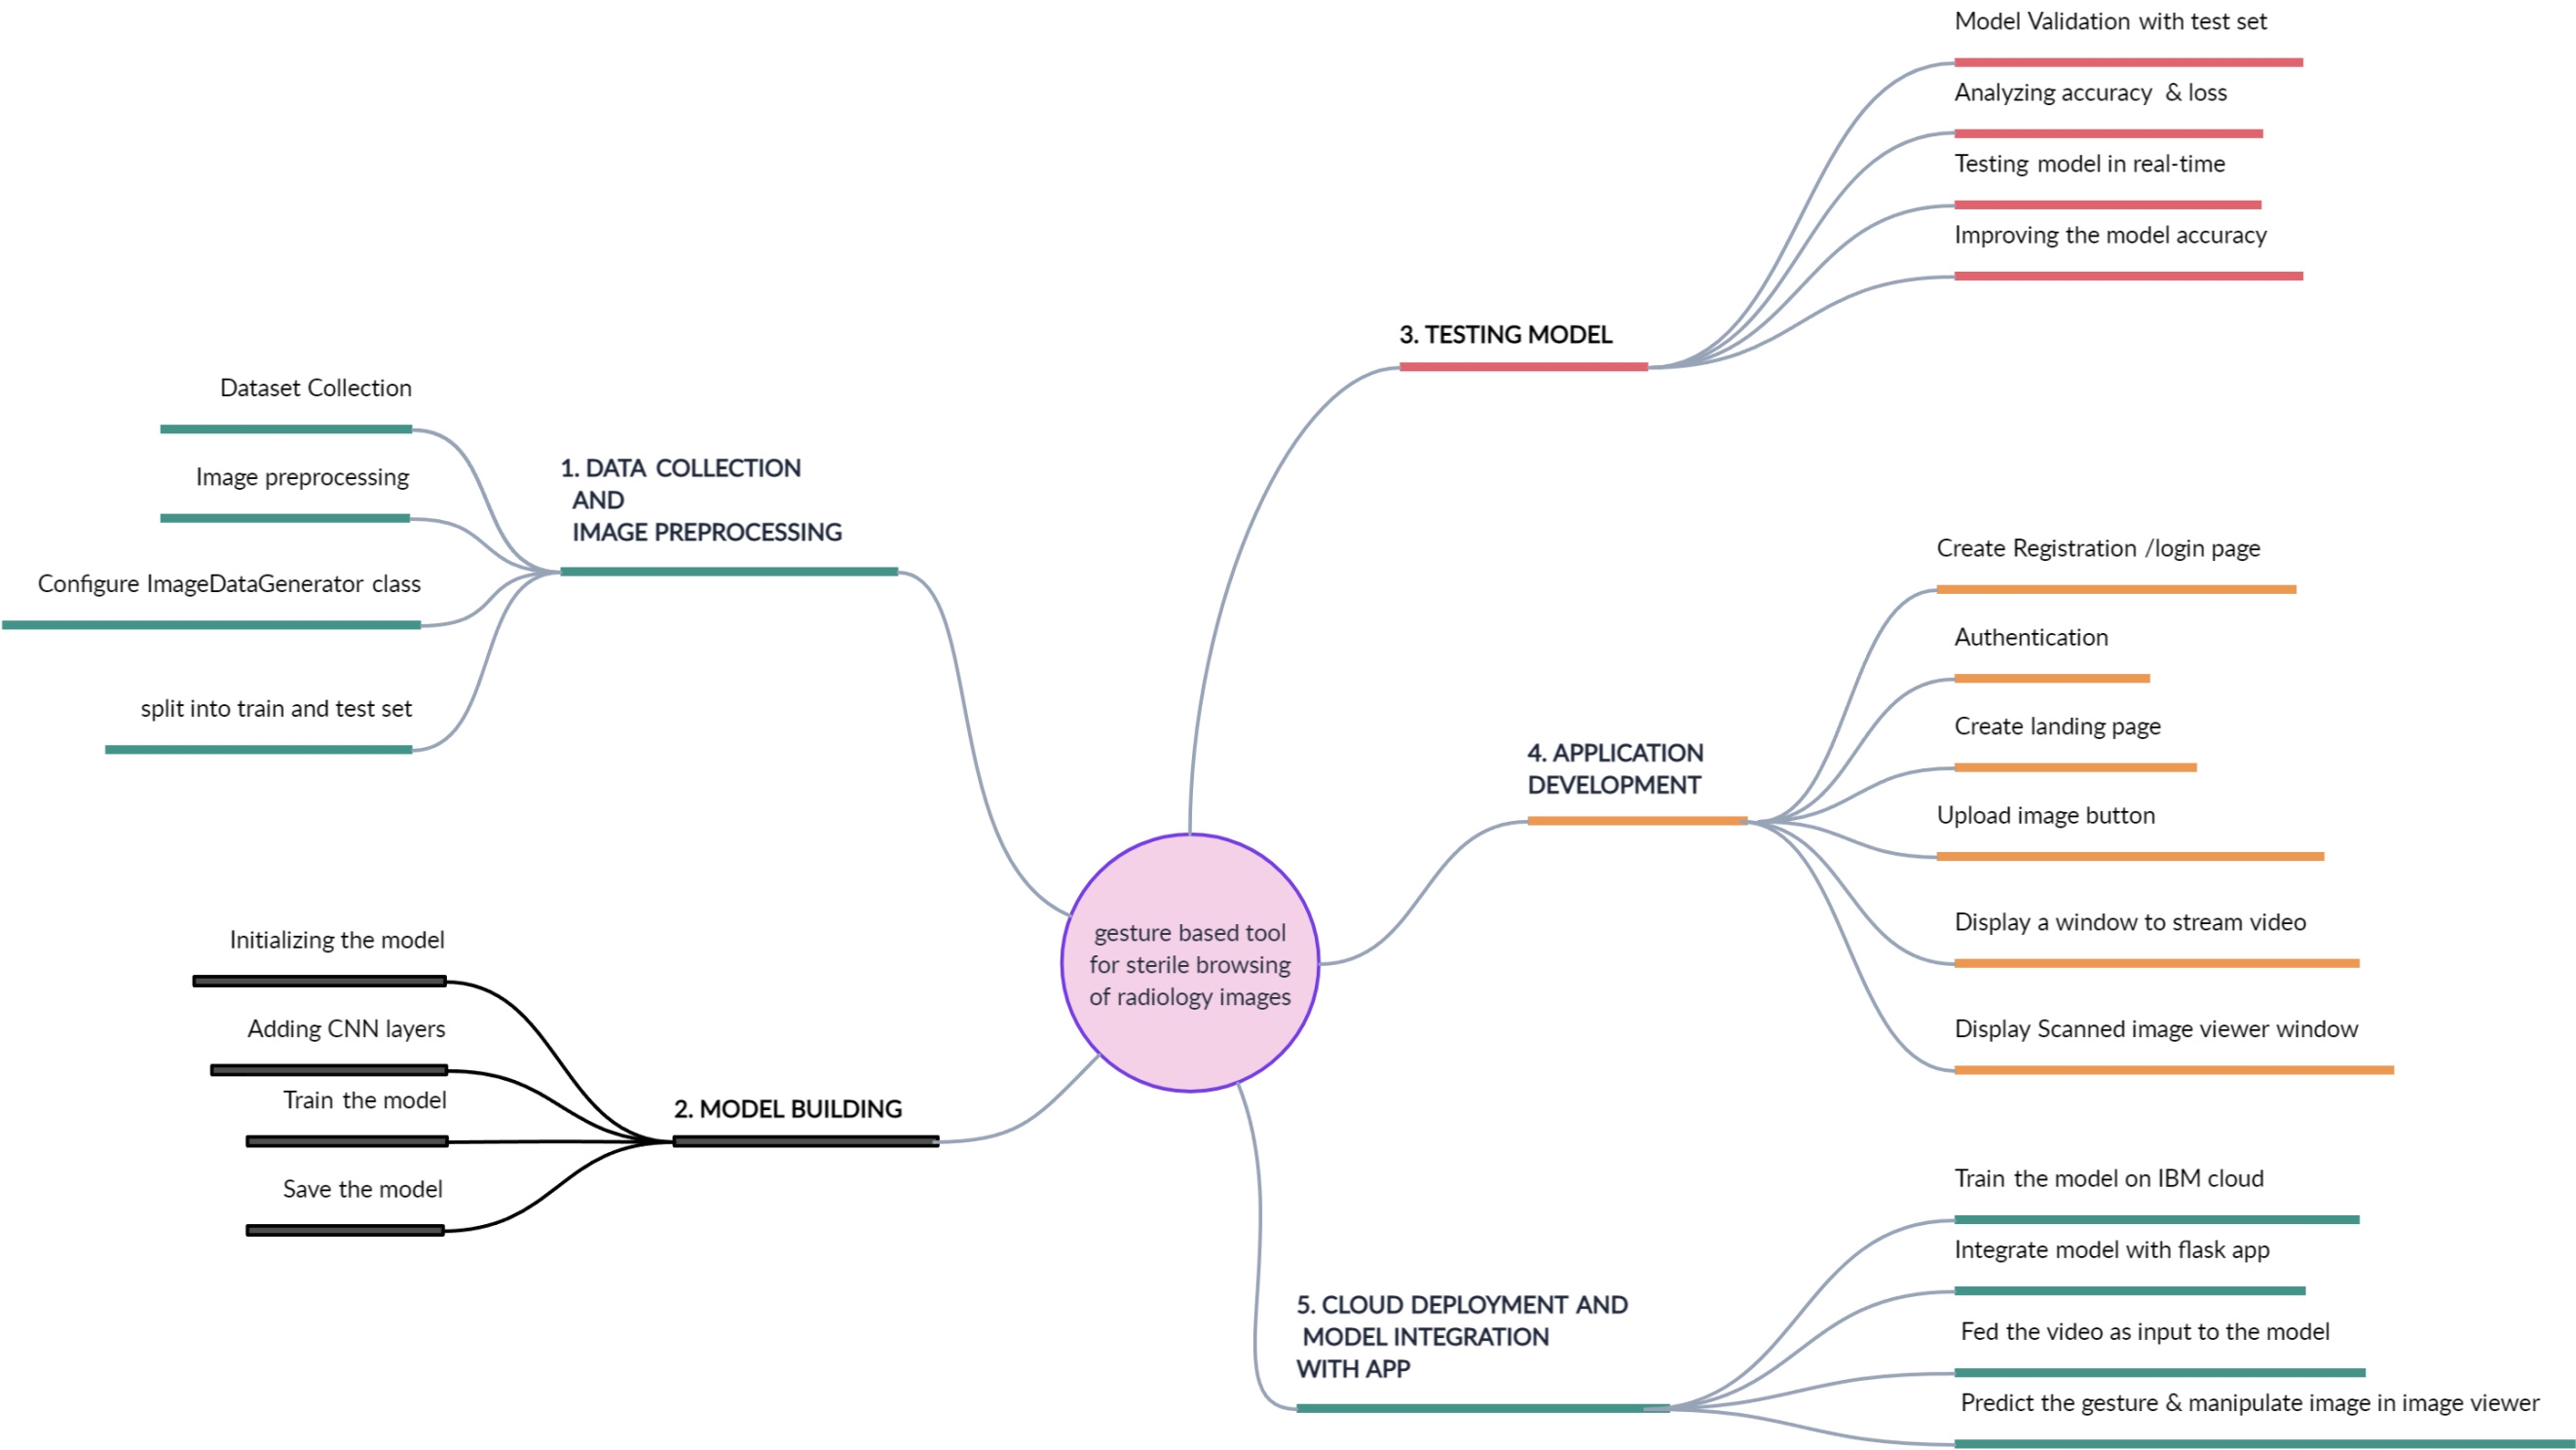 gesture based tool
for sterile browsing
of radiology images
1. DATA COLLECTION
AND
IMAGE PREPROCESSING
Dataset Collection
Image preprocessing
Configure ImageDataGenerator class
split into train and test set
2. MODEL BUILDING
Initializing the model
Adding CNN layers
Train the model
Save the model
3. TESTING MODEL
Model Validation with test set
Analyzing accuracy & loss
Testing model in real-time
Improving the model accuracy
4. APPLICATION
DEVELOPMENT
Create Registration /login page
Authentication
Create landing page
Upload image button
Display a window to stream video
Display Scanned image viewer window
5. CLOUD DEPLOYMENT AND
MODEL INTEGRATION
WITH APP
Train the model on IBM cloud
Integrate model with flask app
Fed the video as input to the model
Predict the gesture & manipulate image in image viewer